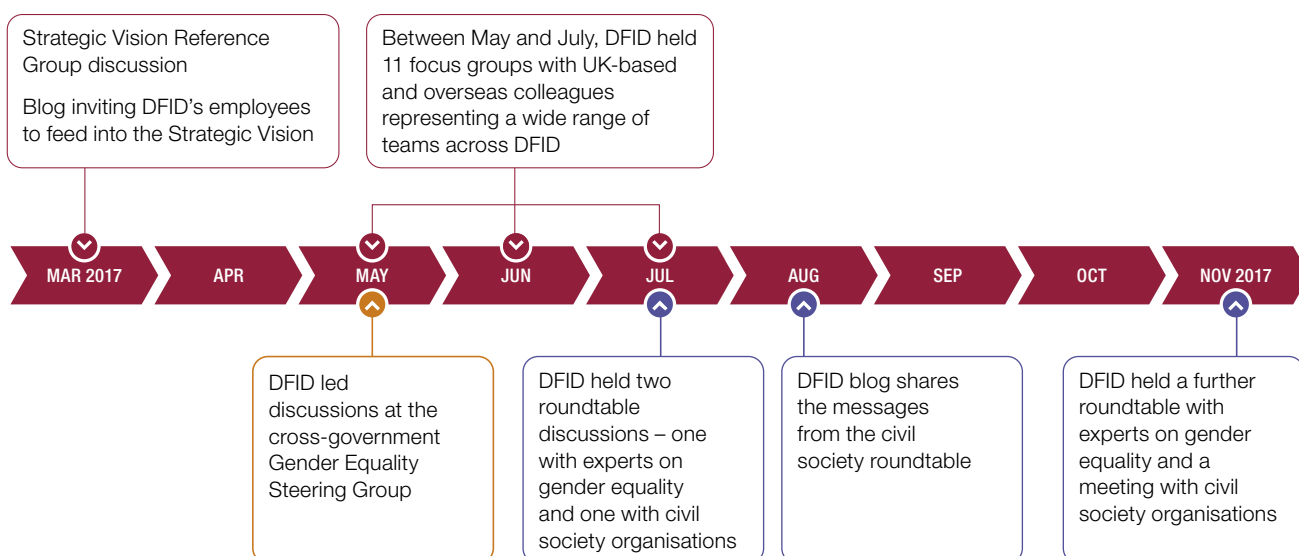 Strategic Vision Reference
Group discussion
Blog inviting DFID's employees
to feed into the Strategic Vision
Between May and July, DFID held
11 focus groups with UK-based
and overseas colleagues
representing a wide range of
teams across DFID
MAR 2017
APR
MAY
JUN
JUL
AUG
SEP
OCT
NOV 2017
DFID led
discussions at the
cross-government
Gender Equality
Steering Group
DFID held two
roundtable
discussions – one
with experts on
gender equality
and one with civil
society organisations
DFID blog shares
the messages
from the civil
society roundtable
DFID held a further
roundtable with
experts on gender
equality and a
meeting with civil
society organisations